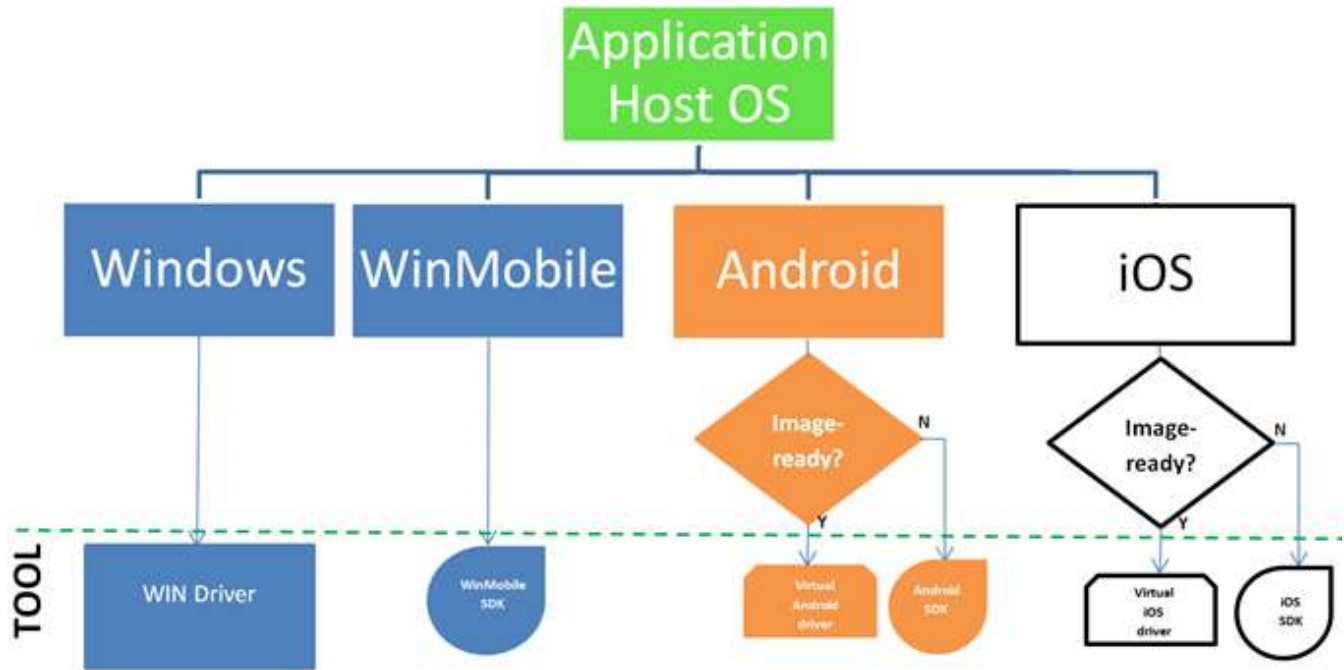 Application
Host OS
Windows
WinMobile
Android
iOS
Image-
ready?
N
Y
Image-
ready?
N
Y
TOOL
WIN Driver
WinMobile
SDK
Virtual
Android
driver
Android
SDK
Virtual
iOS
driver
iOS
SDK